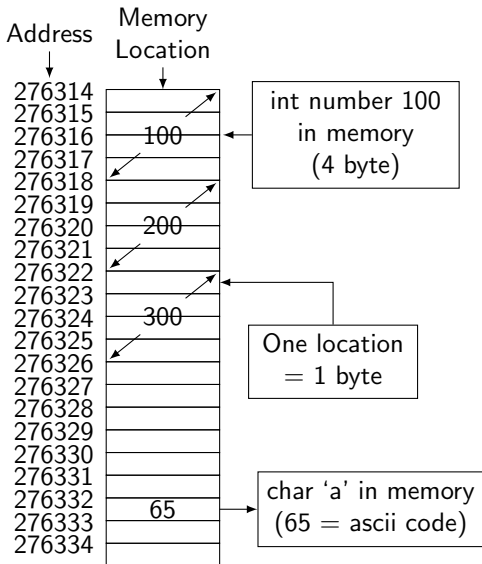 Address
Memory
Location
276314
276315
276316
276317
276318
276319
276320
276321
276322
276323
276324
276325
276326
276327
276328
276329
276330
276331
276332
276333
276334
100
200
300
65
int number 100
in memory
(4 byte)
One location
= 1 byte
char ‘a’ in memory
(65 = ascii code)